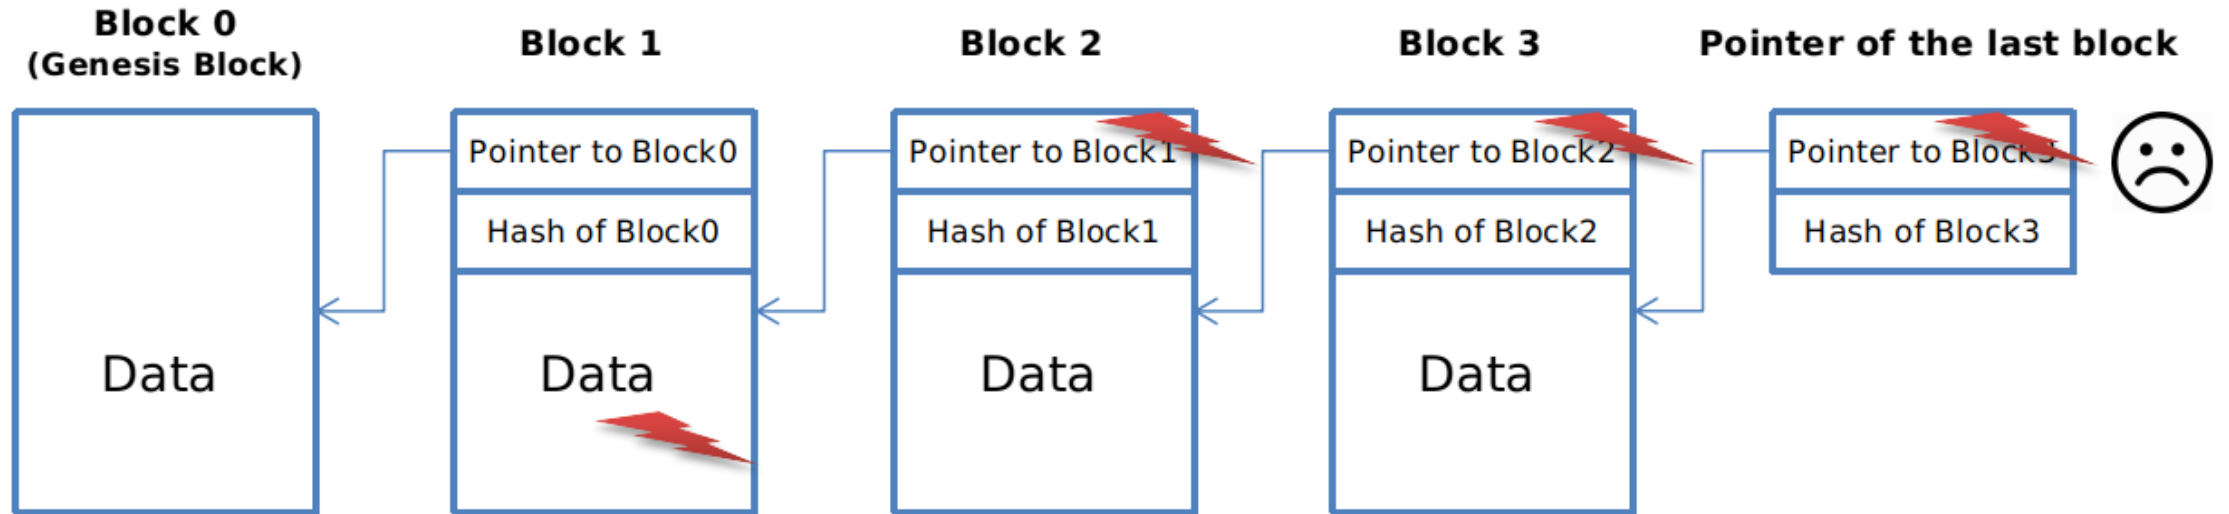 Block 0
(Genesis Block)
Block 1
Block 2
Block 3
Pointer of the last block
Data
Pointer to Block0
Hash of Block0
Data
Pointer to Block1
Hash of Block1
Data
Pointer to Block2
Hash of Block2
Data
Pointer to Block3
Hash of Block3